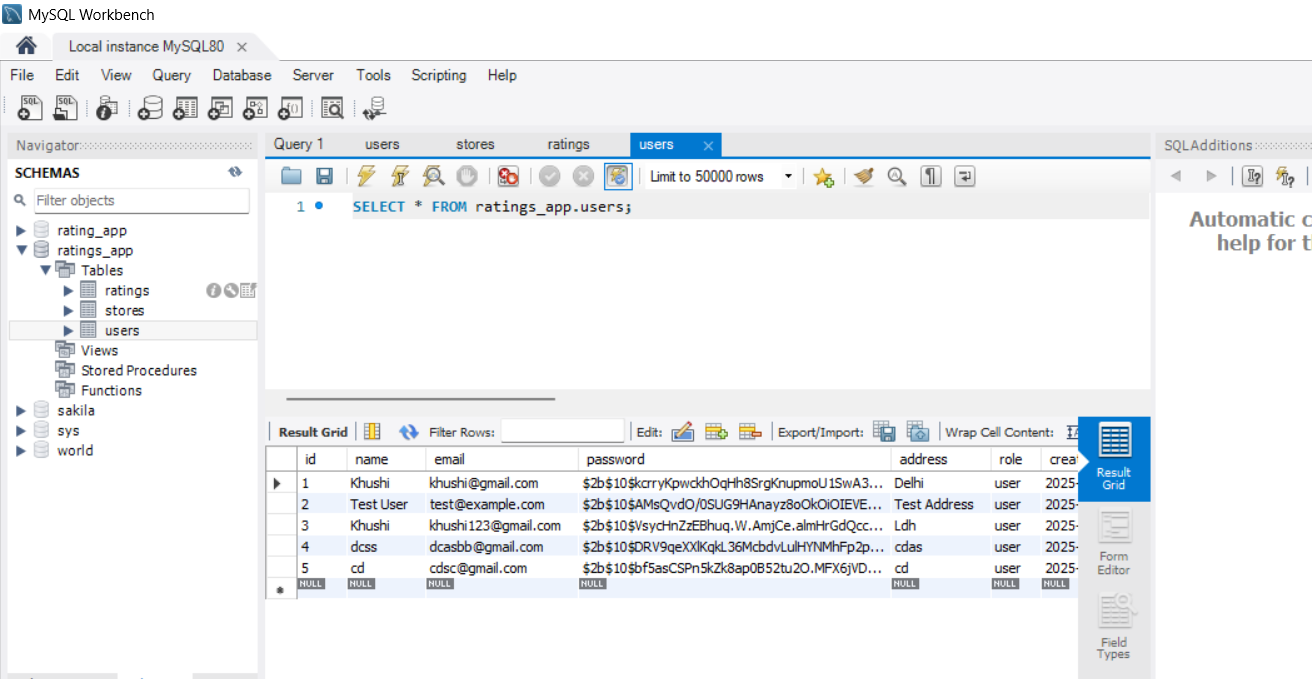 MySQL Workbench
Local instance MySQL80
File Edit View Query Database Server Tools Scripting Help
Navigator
SCHEMAS
Filter objects
rating_app
ratings_app
Tables
ratings
stores
users
Views
Stored Procedures
Functions
sakila
sys
world
Query 1 users stores ratings users
Limit to 50000 rows
1 SELECT * FROM ratings_app.users;
Result Grid Filter Rows: Edit: Export/Import: Wrap Cell Content:
id name email password address role crea
1 Khushi khushi@gmail.com $2b$10$kcrryKpwckhOqHh8SrgKnupmoU1SwA3... Delhi user 2025-
2 Test User test@example.com $2b$10$AMsQvdO/0SUG9HAnayz8oOkOiOIEVE... Test Address user 2025-
3 Khushi khushi123@gmail.com $2b$10$VsycHnZzEBhuq.W.AmjCe.almHrGdQcc... Ldh user 2025-
4 dcss dcasbb@gmail.com $2b$10$DRV9qeXXlKqkL36McbdvLulHYNMhFp2p... cdas user 2025-
5 cd cdsc@gmail.com $2b$10$bf5asCSPn5kZk8ap0B52tu2O.MFX6jVD... cd user 2025-
NULL NULL NULL NULL NULL NULL NULL
Result
Grid
Form
Editor
Field
Types
SQLAdditions
Automatic c
help for t